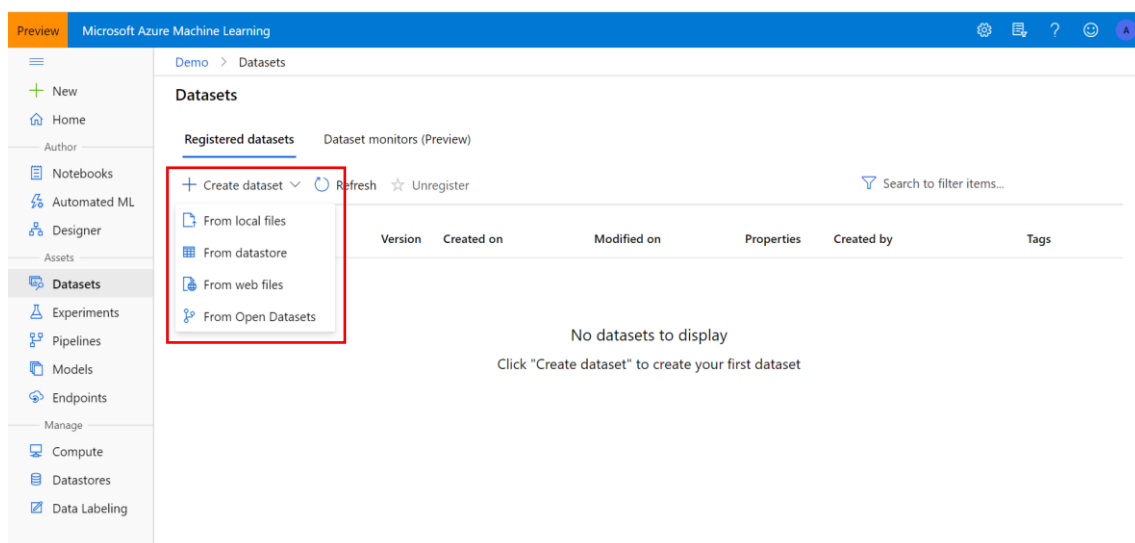 Preview Microsoft Azure Machine Learning A
Demo > Datasets
New
Home
Author
Notebooks
Automated ML
Designer
Assets
Datasets
Experiments
Pipelines
Models
Endpoints
Manage
Compute
Datastores
Data Labeling
Datasets
Registered datasets Dataset monitors (Preview)
Create dataset Refresh Unregister Search to filter items...
From local files
From datastore
From web files
From Open Datasets
Version Created on Modified on Properties Created by Tags
No datasets to display
Click "Create dataset" to create your first dataset